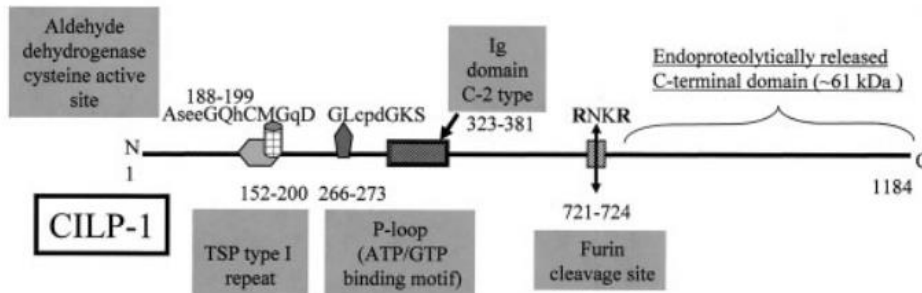 Aldehyde
dehydrogenase
cysteine active
site
188-199
AseeGQhCMGqD
GLcpdGKS
Ig
domain
C-2 type
323-381
RNKR
Endoproteolytically released
C-terminal domain (~61 kDa )
N
1
C
1184
152-200
266-273
721-724
CILP-1
TSP type I
repeat
P-loop
(ATP/GTP
binding motif)
Furin
cleavage site